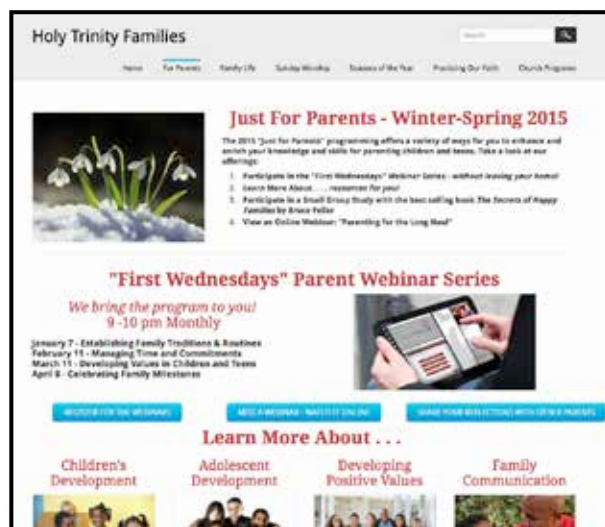 Holy Trinity Families
Search
Home For Parents Family Life Sunday Worship Seasons of the Year Practicing Our Faith Church Programs
Just For Parents - Winter-Spring 2015
The 2015 "Just for Parents" programming offers a variety of ways for you to enhance and
enrich your knowledge and skills for parenting children and teens. Take a look at our
offerings:
1. Participate in the "First Wednesdays" Webinar Series - without leaving your home!
2. Learn More About . . . . resources for you!
3. Participate in a Small Group Study with the best selling book The Secrets of Happy
Families by Bruce Feiler
4. View an Online Webinar: "Parenting for the Long Haul"
"First Wednesdays" Parent Webinar Series
We bring the program to you!
9 -10 pm Monthly
January 7 - Establishing Family Traditions & Routines
February 11 - Managing Time and Commitments
March 11 - Developing Values in Children and Teens
April 8 - Celebrating Family Milestones
REGISTER FOR THE WEBINARS MISS A WEBINAR - WATCH IT ONLINE SHARE YOUR REFLECTIONS WITH OTHER PARENTS
Learn More About . . .
Children's Adolescent Developing Family
Development Development Positive Values Communication